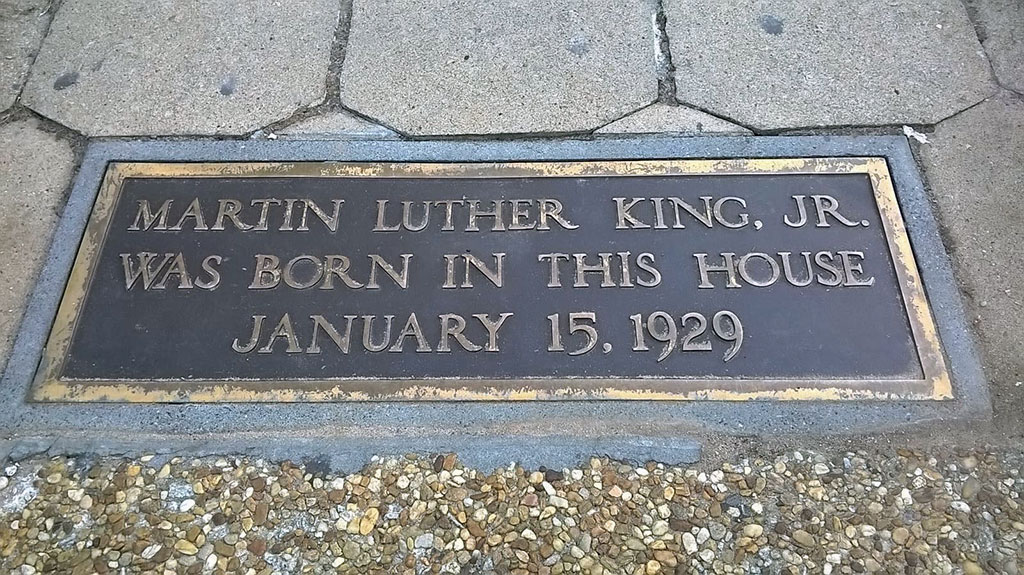 MARTIN LUTHER KING, JR.
WAS BORN IN THIS HOUSE
JANUARY 15, 1929